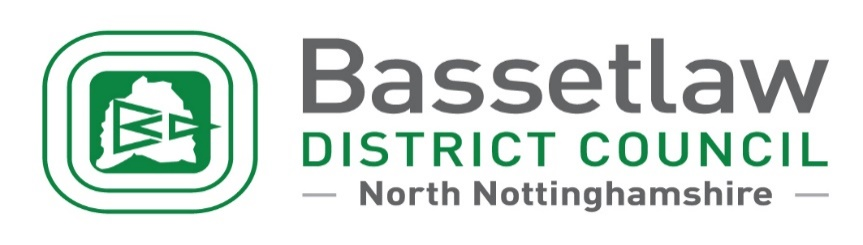 Bassetlaw
DISTRICT COUNCIL
North Nottinghamshire